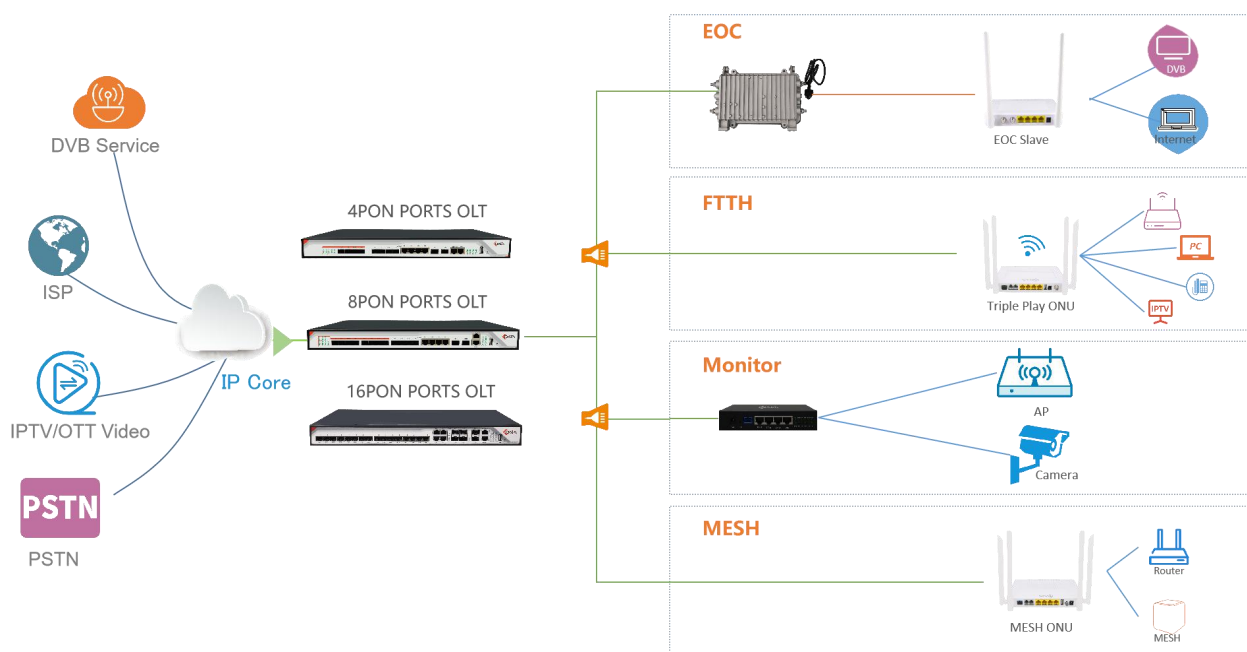 DVB Service
ISP
IPTV/OTT Video
PSTN
PSTN
IP Core
4PON PORTS OLT
8PON PORTS OLT
16PON PORTS OLT
EOC
EOC Slave
DVB
Internet
FTTH
Triple Play ONU
PC
IPTV
Monitor
AP
Camera
MESH
MESH ONU
Router
MESH